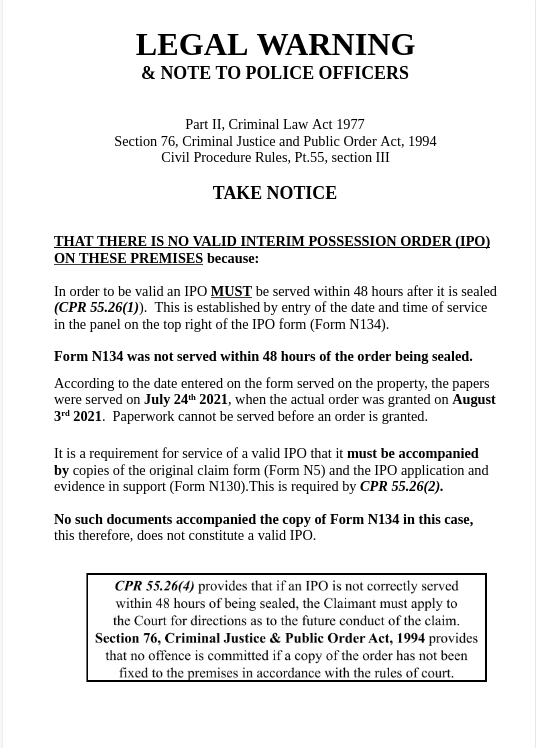 LEGAL WARNING
& NOTE TO POLICE OFFICERS
Part II, Criminal Law Act 1977
Section 76, Criminal Justice and Public Order Act, 1994
Civil Procedure Rules, Pt.55, section III
TAKE NOTICE
THAT THERE IS NO VALID INTERIM POSSESSION ORDER (IPO)
ON THESE PREMISES because:
In order to be valid an IPO MUST be served within 48 hours after it is sealed
(CPR 55.26(1)). This is established by entry of the date and time of service
in the panel on the top right of the IPO form (Form N134).
Form N134 was not served within 48 hours of the order being sealed.
According to the date entered on the form served on the property, the papers
were served on July 24th 2021, when the actual order was granted on August
3rd 2021. Paperwork cannot be served before an order is granted.
It is a requirement for service of a valid IPO that it must be accompanied
by copies of the original claim form (Form N5) and the IPO application and
evidence in support (Form N130).This is required by CPR 55.26(2).
No such documents accompanied the copy of Form N134 in this case,
this therefore, does not constitute a valid IPO.
CPR 55.26(4) provides that if an IPO is not correctly served
within 48 hours of being sealed, the Claimant must apply to
the Court for directions as to the future conduct of the claim.
Section 76, Criminal Justice & Public Order Act, 1994 provides
that no offence is committed if a copy of the order has not been
fixed to the premises in accordance with the rules of court.